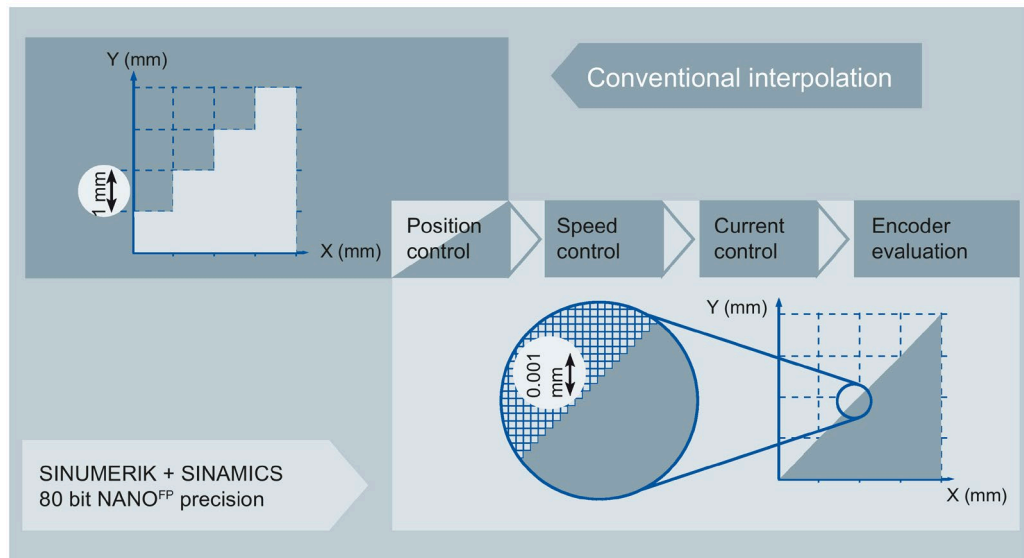 Y (mm)
1 mm
X (mm)
Conventional interpolation
Position
control
Speed
control
Current
control
Encoder
evaluation
0.001
mm
Y (mm)
X (mm)
SINUMERIK + SINAMICS
80 bit NANOFP precision